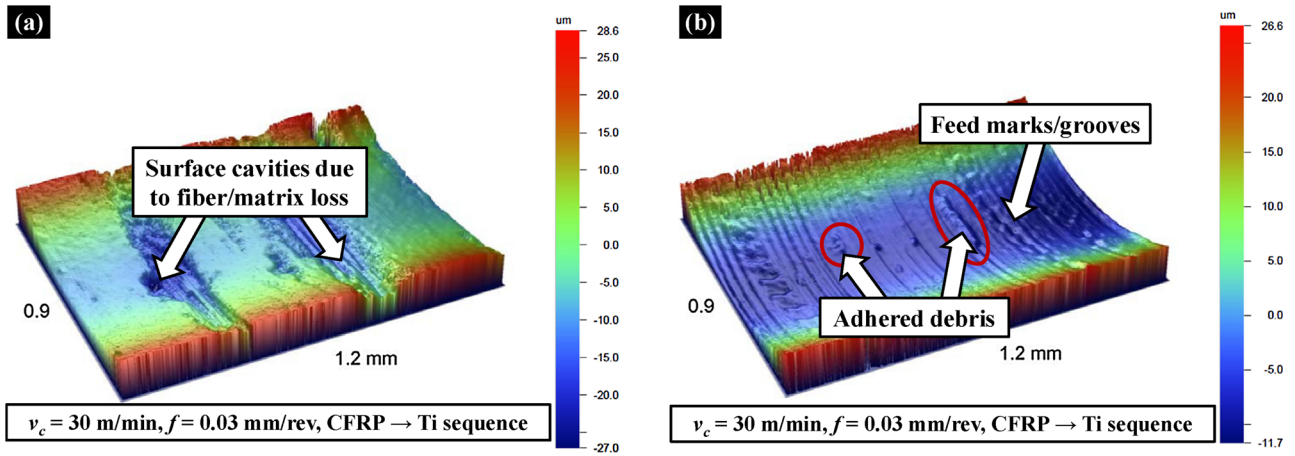 (a)
um
28.6
25.0
20.0
15.0
10.0
5.0
0.0
-5.0
-10.0
-15.0
-20.0
-27.0
Surface cavities due
to fiber/matrix loss
0.9
1.2 mm
v_c = 30 m/min, f = 0.03 mm/rev, CFRP → Ti sequence
(b)
um
26.6
20.0
15.0
10.0
5.0
0.0
-5.0
-11.7
Feed marks/grooves
Adhered debris
0.9
1.2 mm
v_c = 30 m/min, f = 0.03 mm/rev, CFRP → Ti sequence